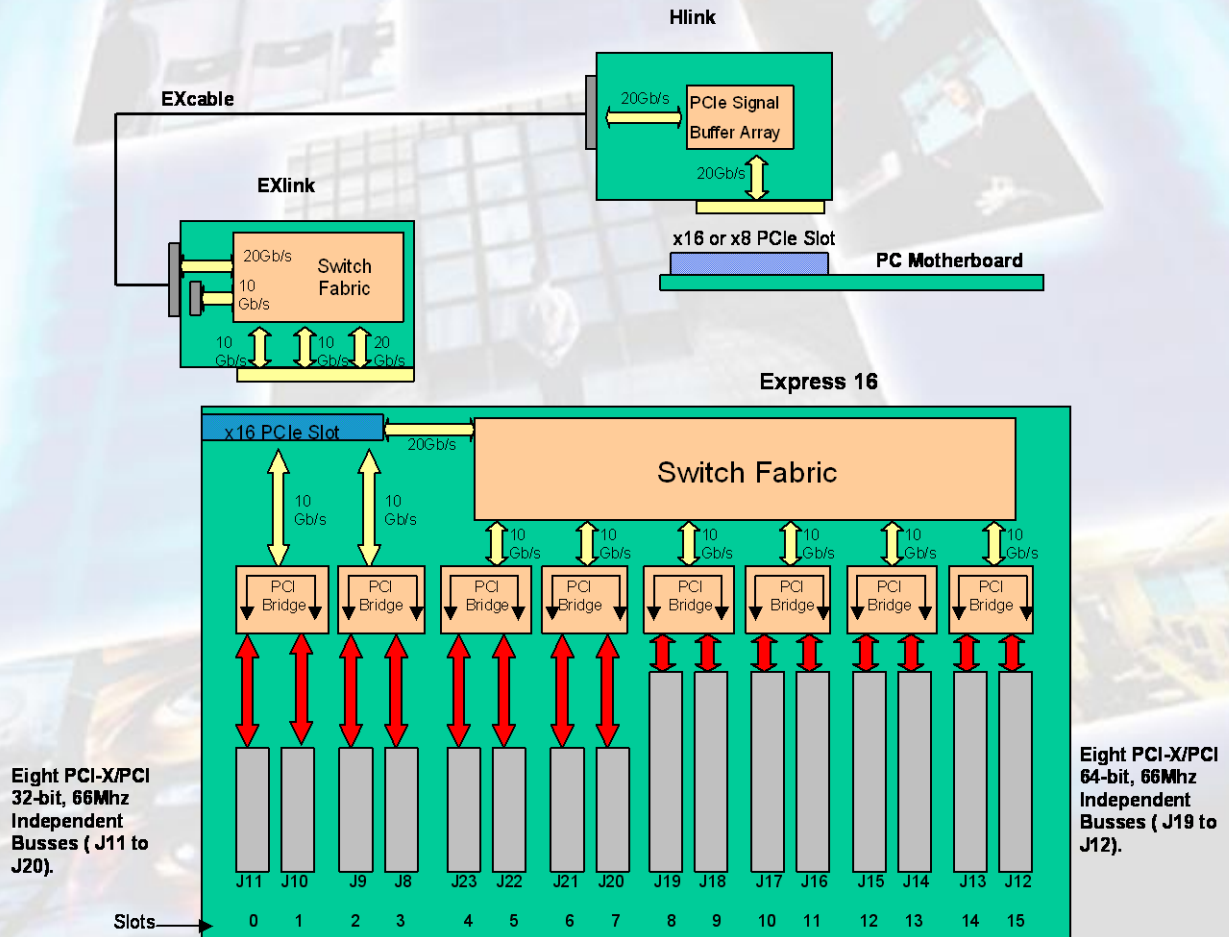 Hlink
EXcable
20Gb/s
PCIe Signal
Buffer Array
20Gb/s
EXlink
x16 or x8 PCIe Slot
PC Motherboard
20Gb/s
Switch
Fabric
10
Gb/s
10
Gb/s
10
Gb/s
20
Gb/s
Express 16
x16 PCIe Slot
20Gb/s
Switch Fabric
10
Gb/s
10
Gb/s
10
Gb/s
10
Gb/s
10
Gb/s
10
Gb/s
10
Gb/s
10
Gb/s
PCI
Bridge
PCI
Bridge
PCI
Bridge
PCI
Bridge
PCI
Bridge
PCI
Bridge
PCI
Bridge
PCI
Bridge
Eight PCI-X/PCI
32-bit, 66Mhz
Independent
Busses ( J11 to
J20).
Eight PCI-X/PCI
64-bit, 66Mhz
Independent
Busses ( J19 to
J12).
J11 J10 J9 J8 J23 J22 J21 J20 J19 J18 J17 J16 J15 J14 J13 J12
Slots 0 1 2 3 4 5 6 7 8 9 10 11 12 13 14 15